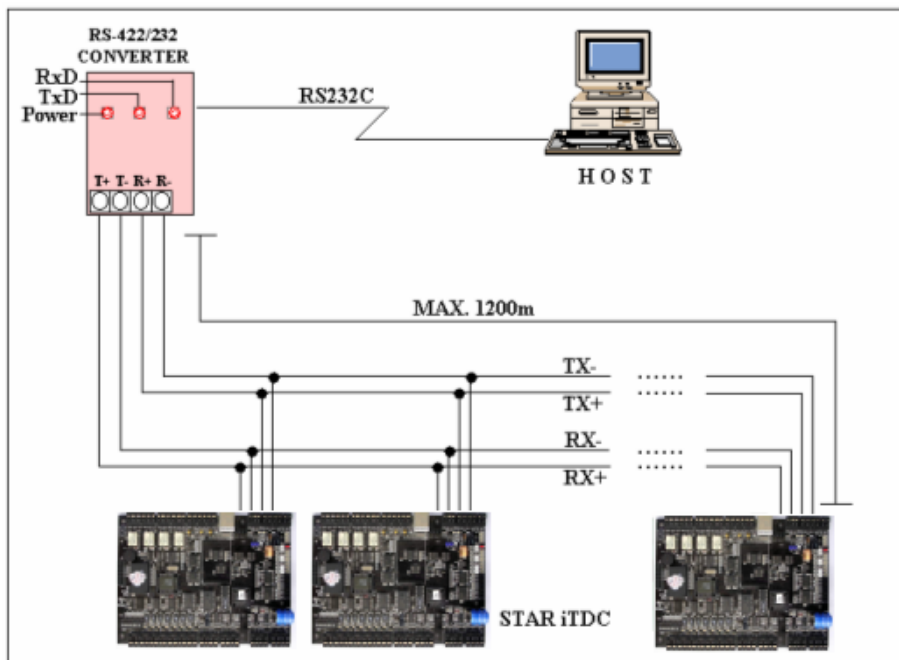 RS-422/232
CONVERTER
RxD
TxD
Power
RS232C
T+ T- R+ R-
H O S T
MAX. 1200m
TX-
TX+
RX-
RX+
STAR iTDC